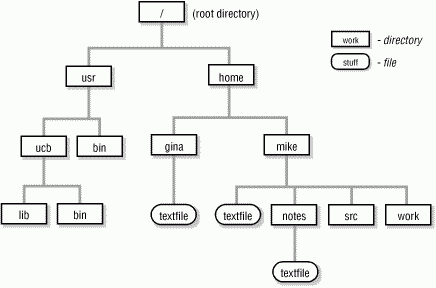 / (root directory)
work - directory
stuff - file
usr home
ucb bin gina mike
lib bin textfile textfile notes src work
textfile